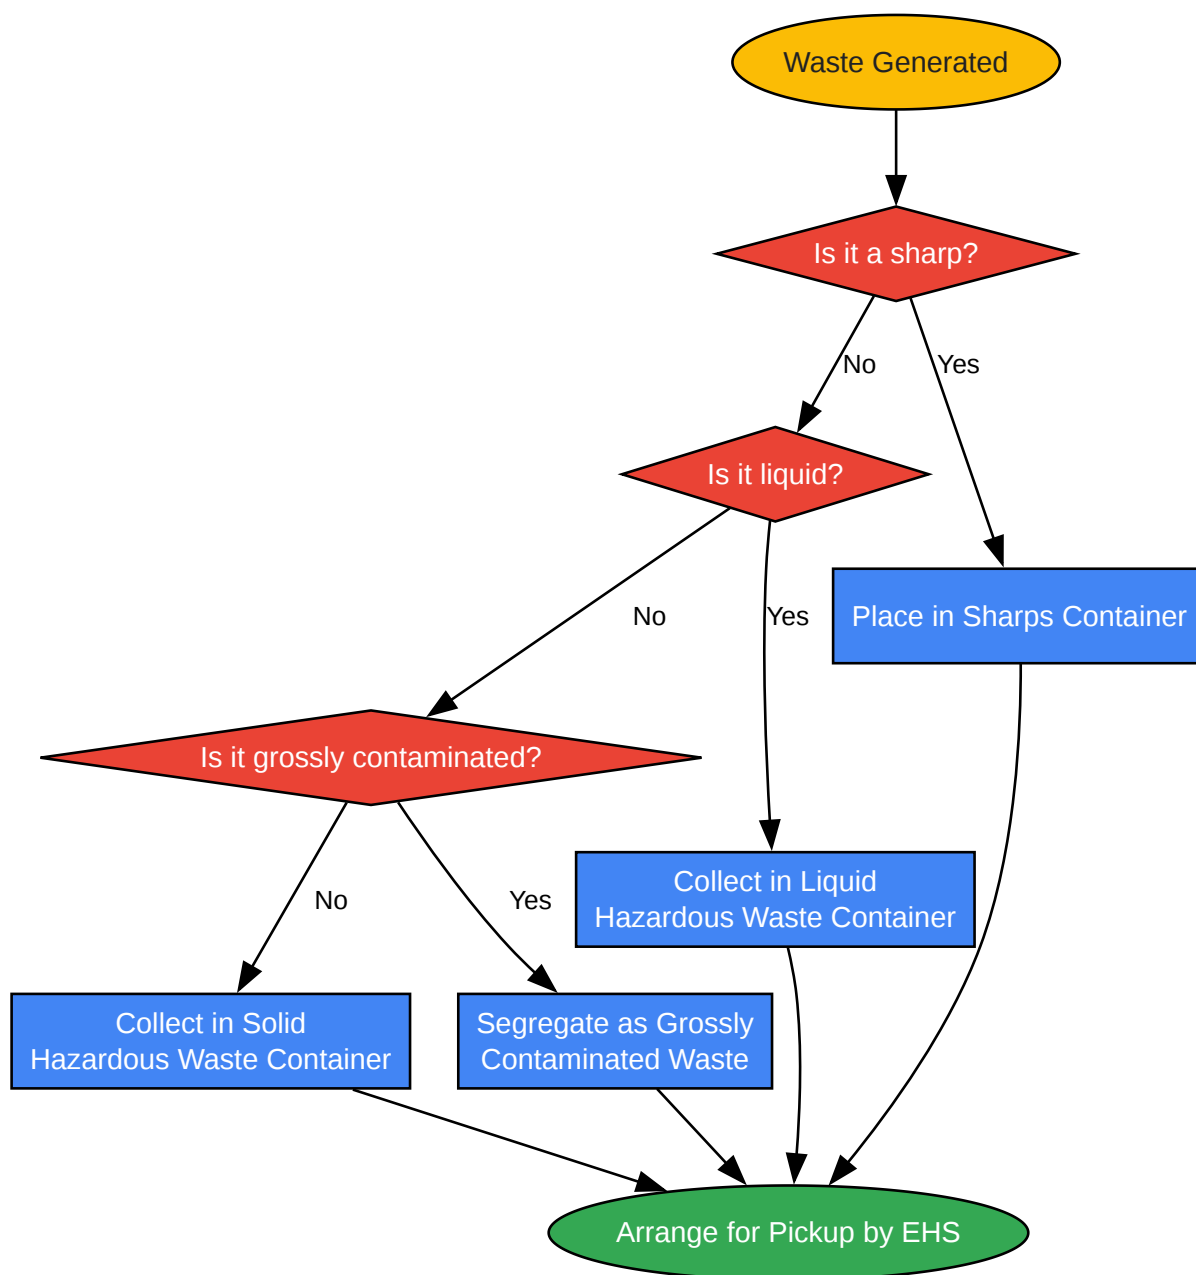 Waste Generated
Is it a sharp?
No
Yes
Is it liquid?
No
Yes
Place in Sharps Container
Is it grossly contaminated?
No
Yes
Collect in Liquid
Hazardous Waste Container
Collect in Solid
Hazardous Waste Container
Segregate as Grossly
Contaminated Waste
Arrange for Pickup by EHS